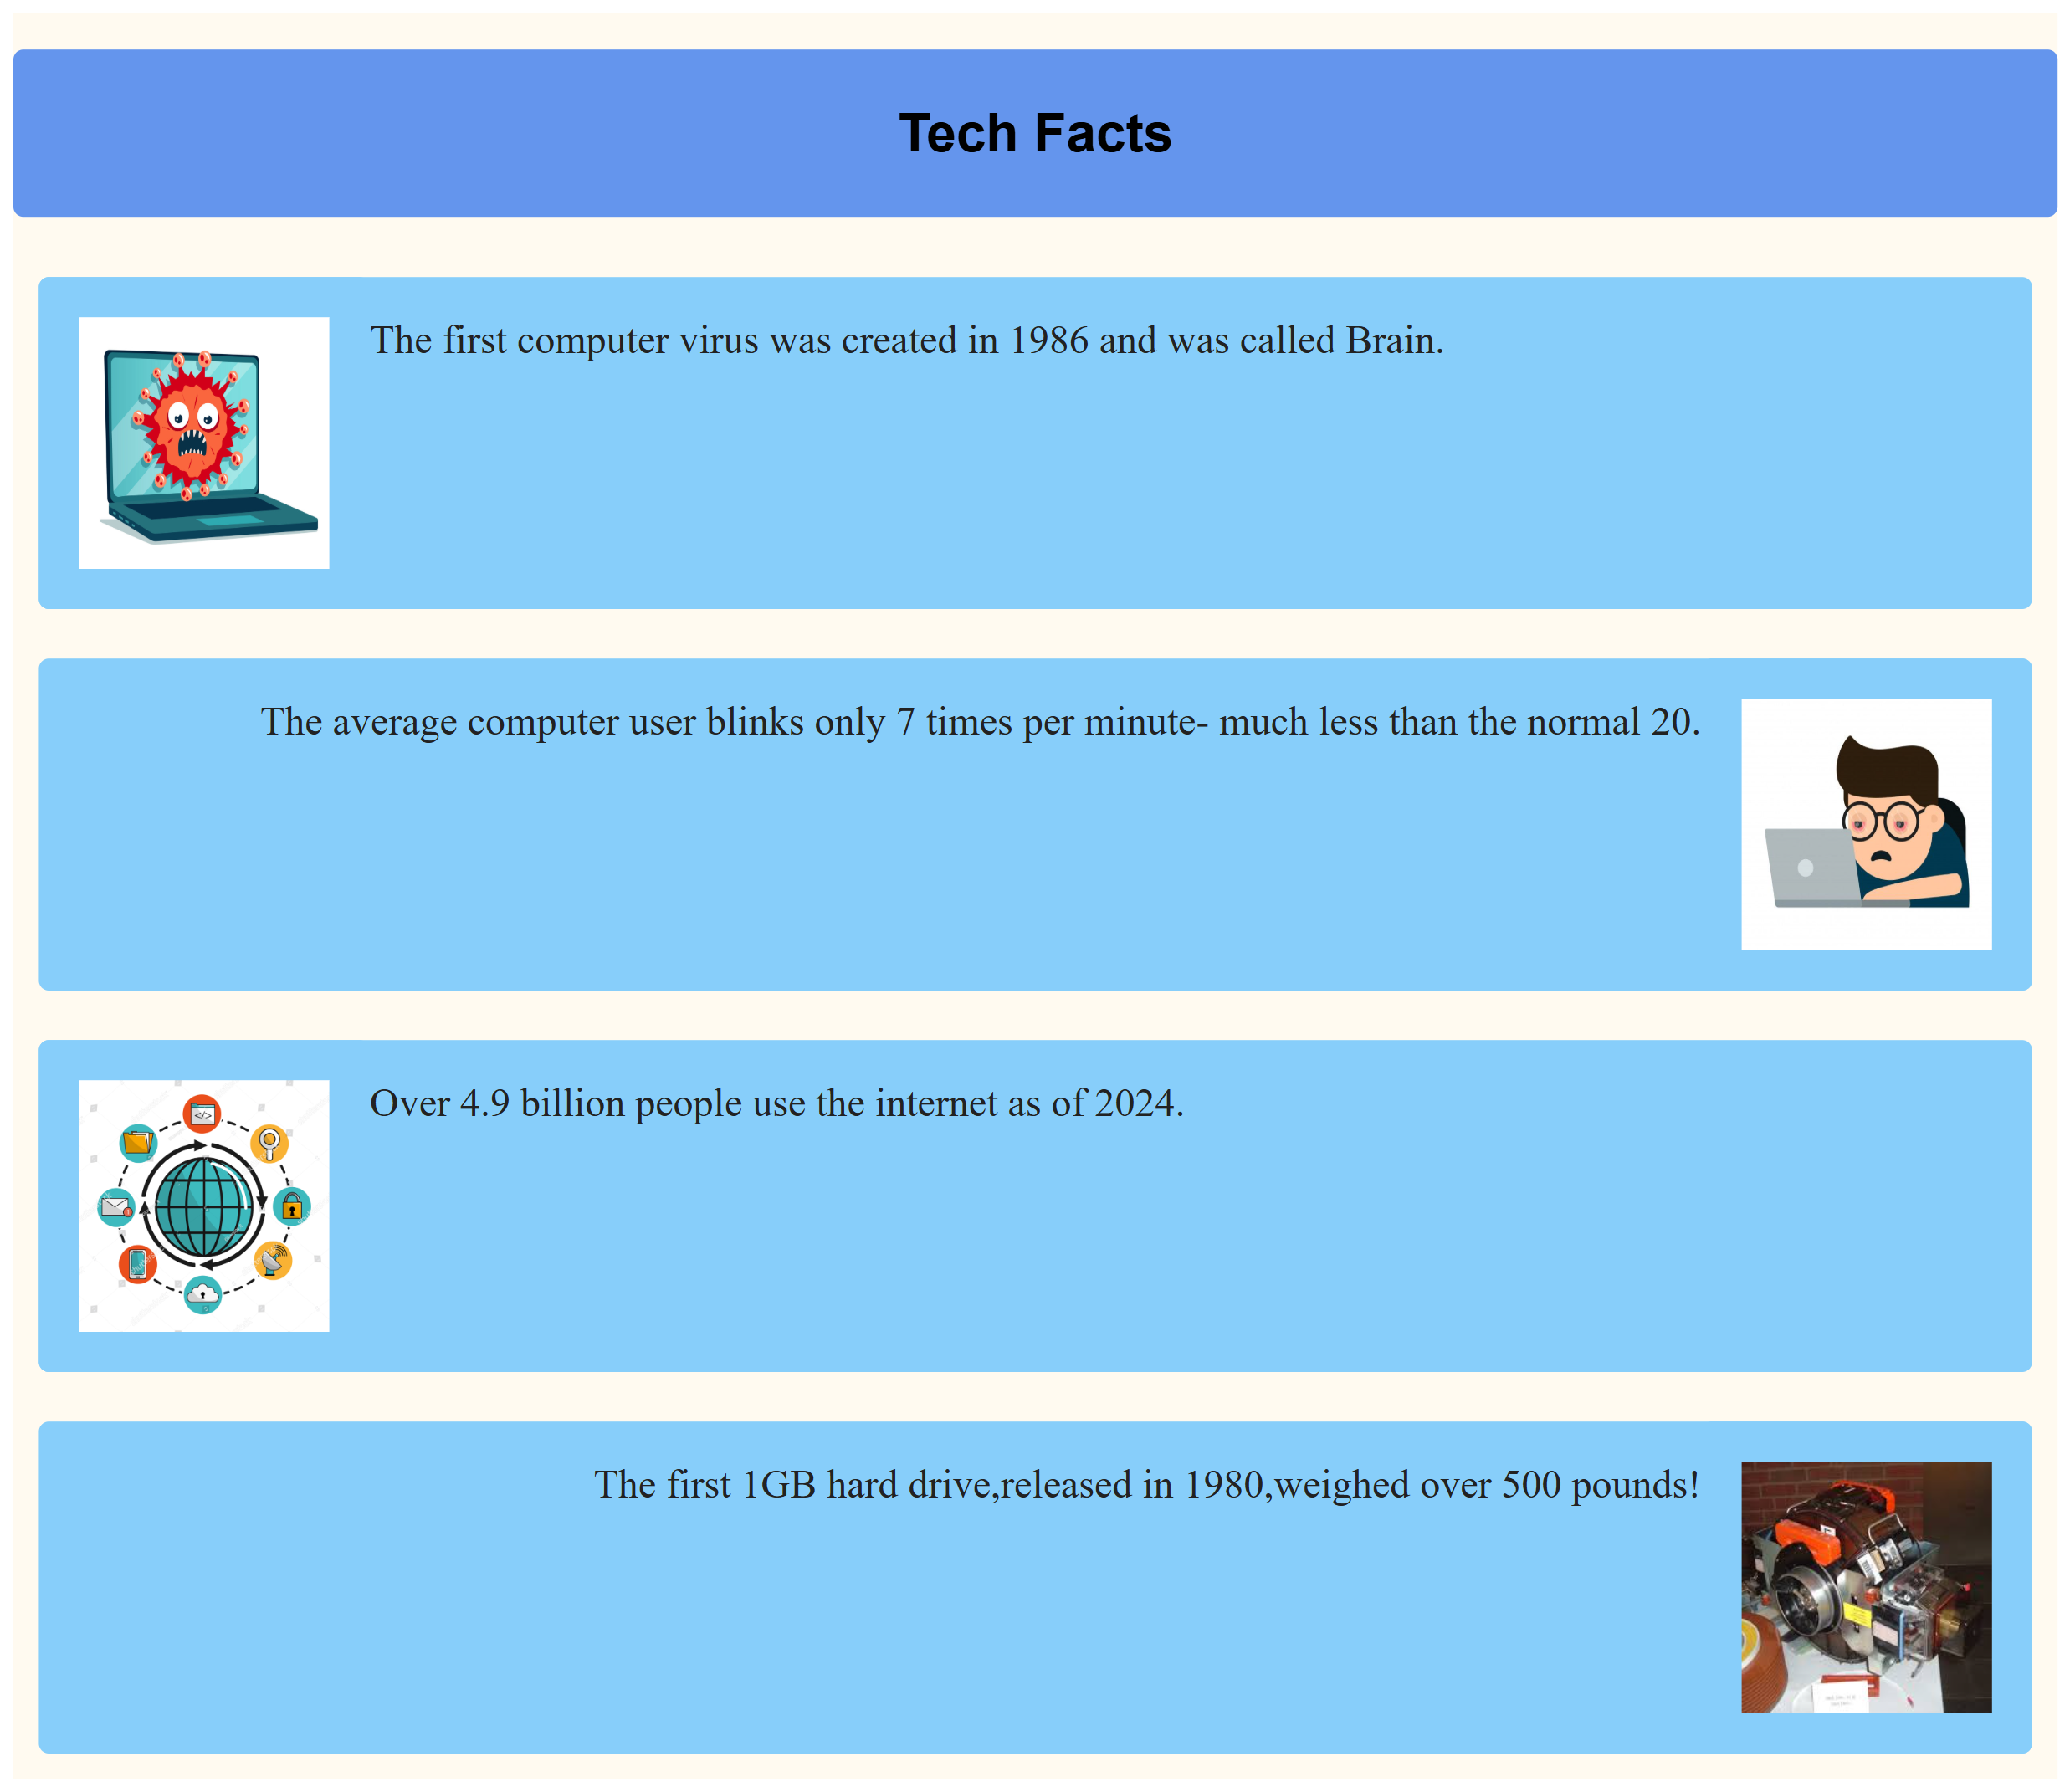 Tech Facts
The first computer virus was created in 1986 and was called Brain.
The average computer user blinks only 7 times per minute- much less than the normal 20.
Over 4.9 billion people use the internet as of 2024.
The first 1GB hard drive,released in 1980,weighed over 500 pounds!